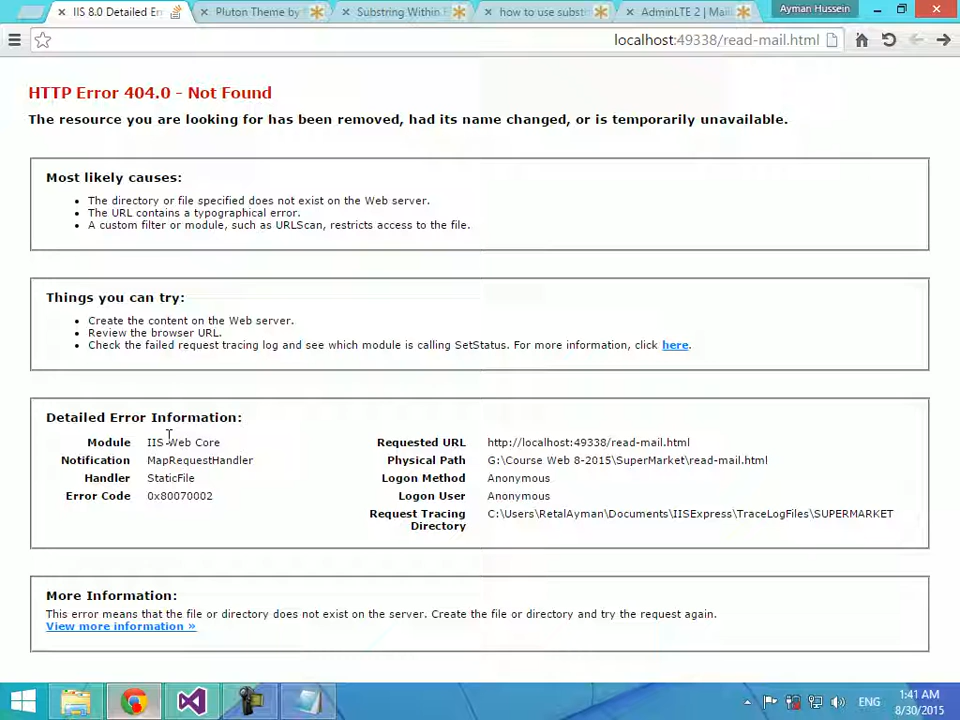 IIS 8.0 Detailed Er
Pluton Theme by
Substring Within
how to use subst
AdminLTE 2 | Mai
Ayman Hussein
localhost:49338/read-mail.html
HTTP Error 404.0 - Not Found
The resource you are looking for has been removed, had its name changed, or is temporarily unavailable.
Most likely causes:
The directory or file specified does not exist on the Web server.
The URL contains a typographical error.
A custom filter or module, such as URLScan, restricts access to the file.
Things you can try:
Create the content on the Web server.
Review the browser URL.
Check the failed request tracing log and see which module is calling SetStatus. For more information, click here.
Detailed Error Information:
Module IIS Web Core
Notification MapRequestHandler
Handler StaticFile
Error Code 0x80070002
Requested URL http://localhost:49338/read-mail.html
Physical Path G:\Course Web 8-2015\SuperMarket\read-mail.html
Logon Method Anonymous
Logon User Anonymous
Request Tracing C:\Users\RetalAyman\Documents\IISExpress\TraceLogFiles\SUPERMARKET
Directory
More Information:
This error means that the file or directory does not exist on the server. Create the file or directory and try the request again.
View more information »
ENG
1:41 AM
8/30/2015